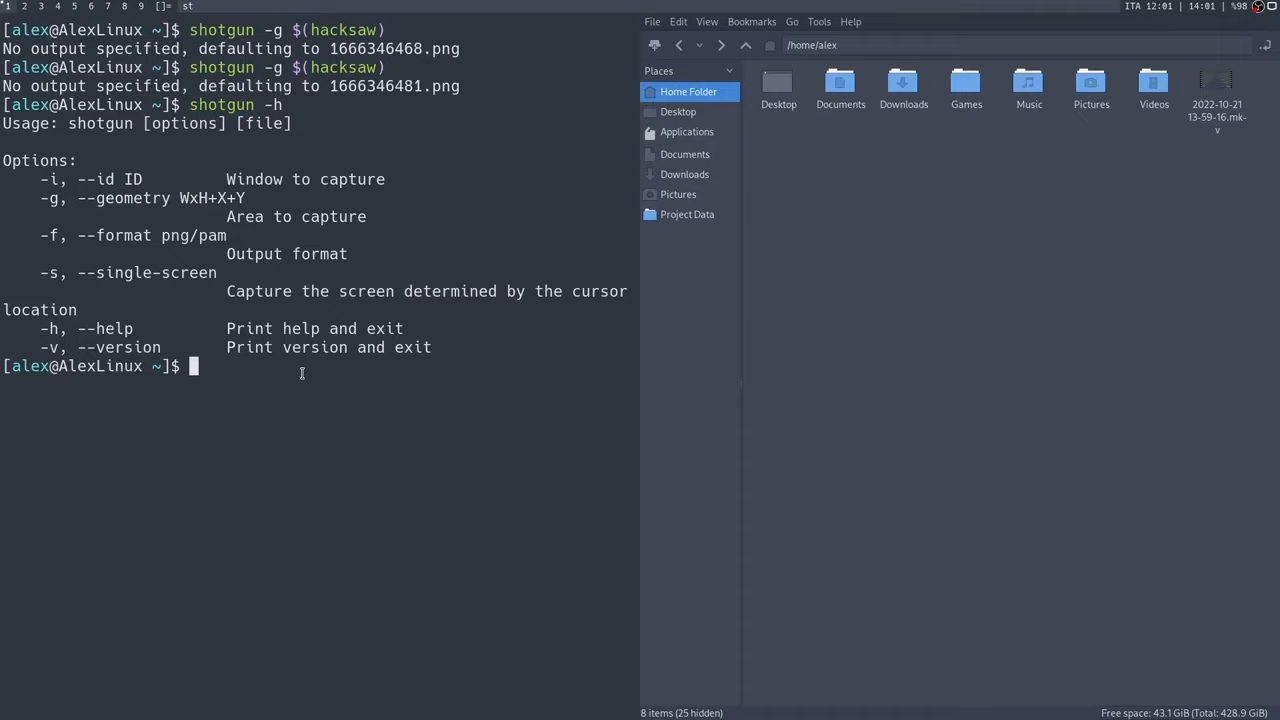 1 2 3 4 5 6 7 8 9 []= st ITA 12:01 | 14:01 | %98
[alex@AlexLinux ~]$ shotgun -g $(hacksaw)
No output specified, defaulting to 1666346468.png
[alex@AlexLinux ~]$ shotgun -g $(hacksaw)
No output specified, defaulting to 1666346481.png
[alex@AlexLinux ~]$ shotgun -h
Usage: shotgun [options] [file]
Options:
-i, --id ID Window to capture
-g, --geometry WxH+X+Y
Area to capture
-f, --format png/pam
Output format
-s, --single-screen
Capture the screen determined by the cursor
location
-h, --help Print help and exit
-v, --version Print version and exit
[alex@AlexLinux ~]$
File Edit View Bookmarks Go Tools Help
/home/alex
Places
Home Folder
Desktop
Applications
Documents
Downloads
Pictures
Project Data
Desktop Documents Downloads Games Music Pictures Videos 2022-10-21
13-59-16.mk-
v
8 items (25 hidden) Free space: 43.1 GiB (Total: 428.9 GiB)